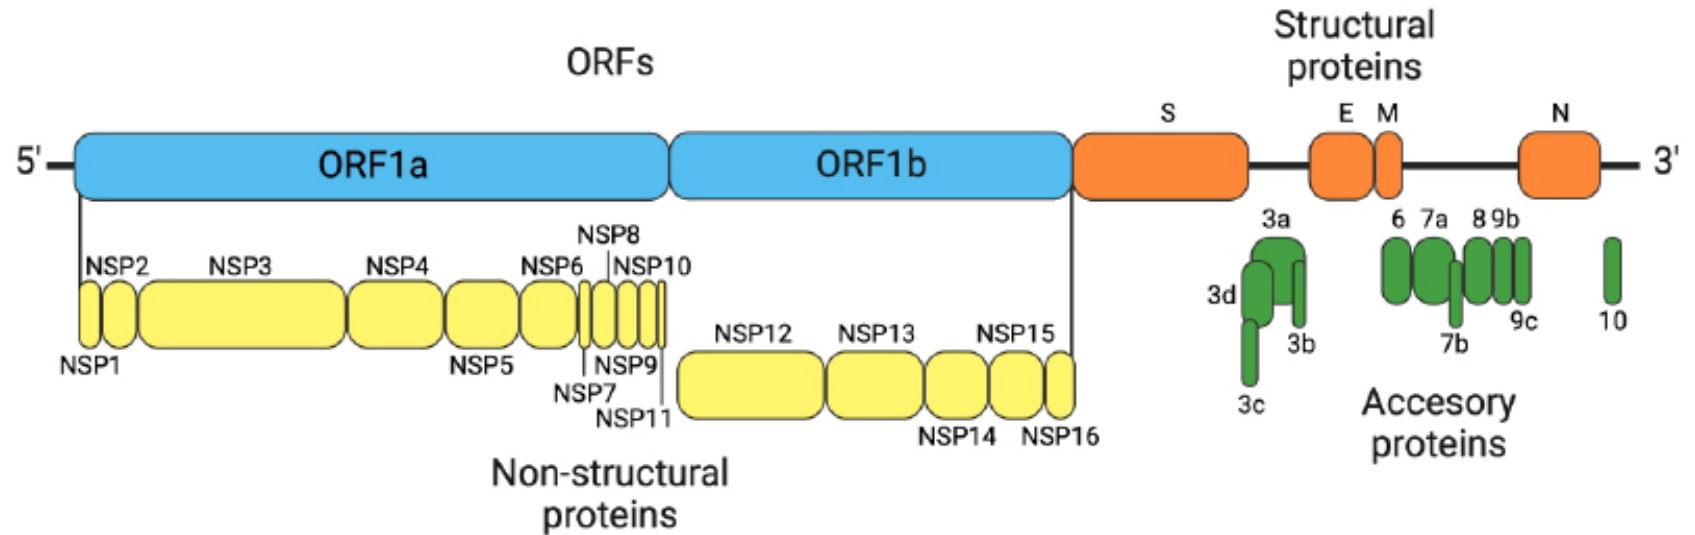 Structural
proteins
ORFs
S E M N
5' ORF1a ORF1b 3'
3a 6 7a 8 9b
NSP8
NSP2 NSP3 NSP4 NSP6 NSP10
3d
9c 10
NSP12 NSP13 NSP15
3b 7b
NSP1 NSP5 NSP9
NSP7
3c
NSP11
Accesory
proteins
NSP14 NSP16
Non-structural
proteins